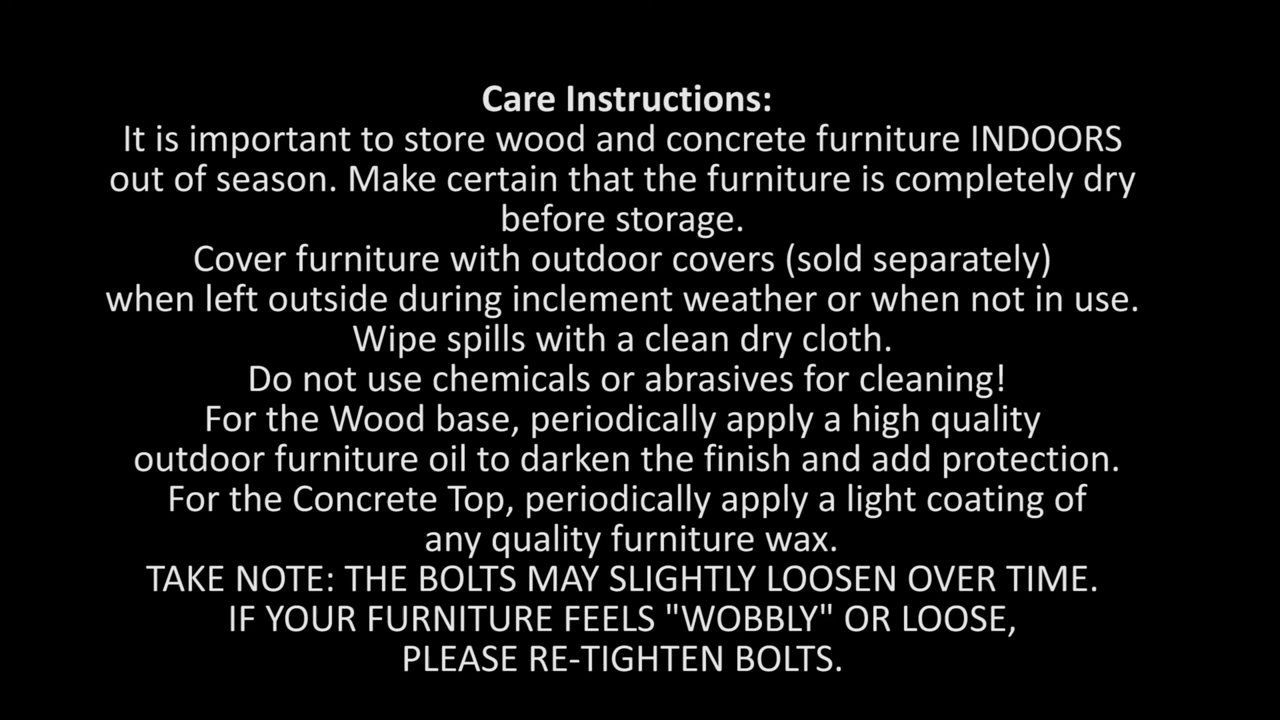 Care Instructions:
It is important to store wood and concrete furniture INDOORS
out of season. Make certain that the furniture is completely dry
before storage.
Cover furniture with outdoor covers (sold separately)
when left outside during inclement weather or when not in use.
Wipe spills with a clean dry cloth.
Do not use chemicals or abrasives for cleaning!
For the Wood base, periodically apply a high quality
outdoor furniture oil to darken the finish and add protection.
For the Concrete Top, periodically apply a light coating of
any quality furniture wax.
TAKE NOTE: THE BOLTS MAY SLIGHTLY LOOSEN OVER TIME.
IF YOUR FURNITURE FEELS "WOBBLY" OR LOOSE,
PLEASE RE-TIGHTEN BOLTS.